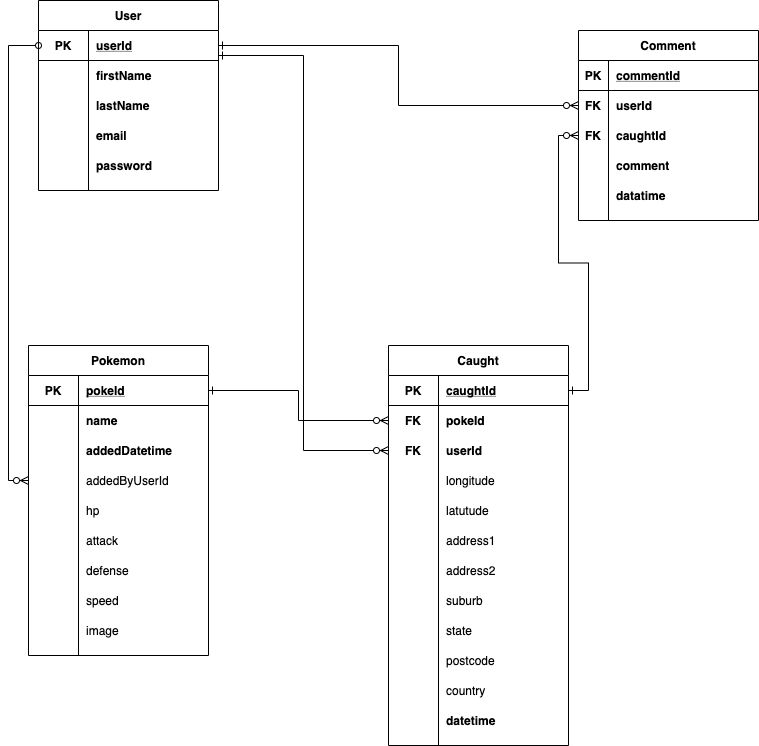 User
PK userId
firstName
lastName
email
password
Comment
PK commentId
FK userId
FK caughtId
comment
datatime
Pokemon
PK pokeId
name
addedDatetime
addedByUserId
hp
attack
defense
speed
image
Caught
PK caughtId
FK pokeId
FK userId
longitude
latutude
address1
address2
suburb
state
postcode
country
datetime